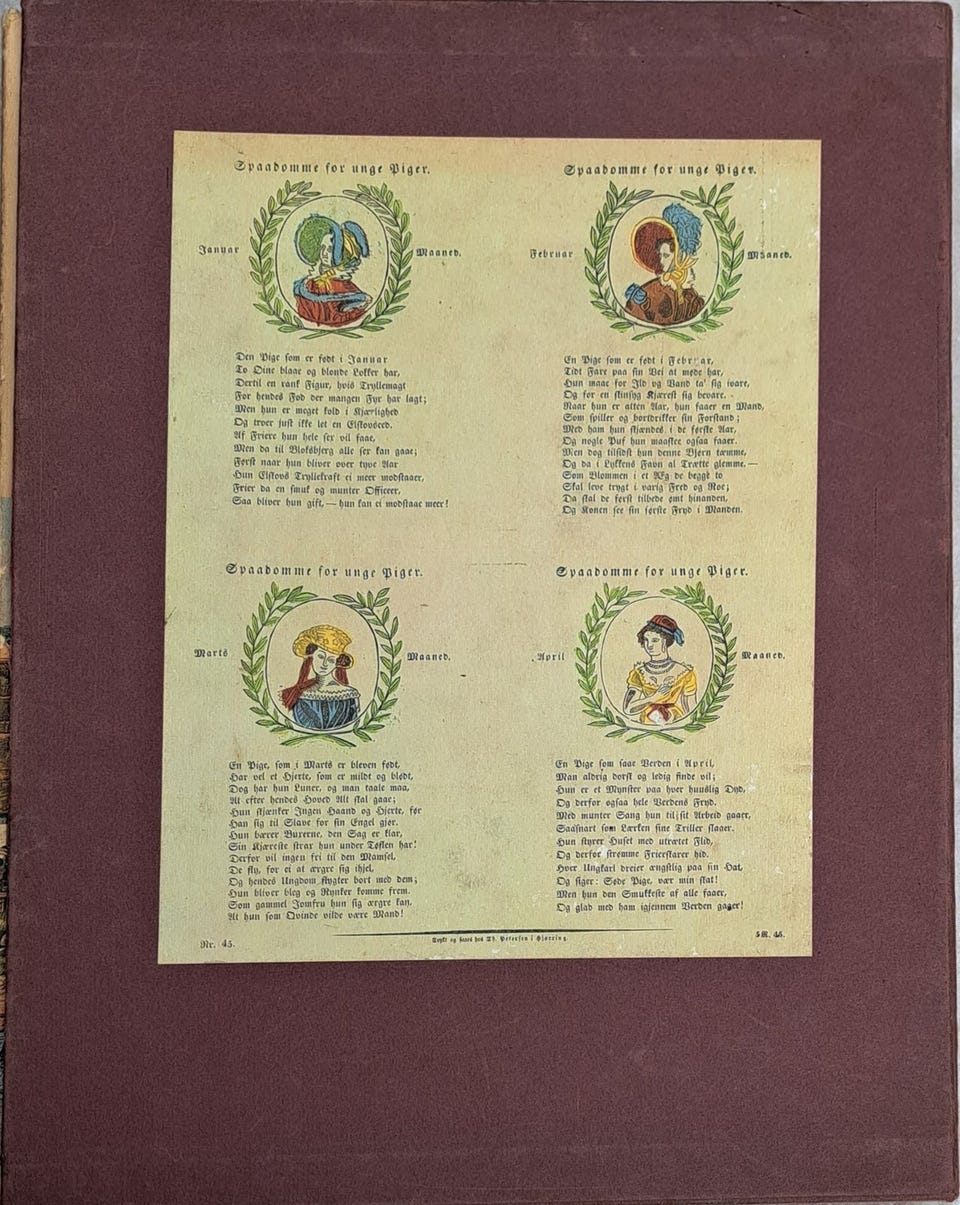 Spaadomme for unge Piger.
Januar Maaned.
Den Pige som er født i Januar
To Øine blaae og blonde Lokker har,
Dertil en rank Figur, hvis Tryllemagt
For hendes Fod der mangen Fyr har lagt;
Men hun er meget kold i Kjærlighed
Og troer just ikke let en Elskovseed.
Af Friere hun hele sex vil faae,
Men da til Bloksbjerg alle sex kan gaae;
Først naar hun bliver over tyve Aar
Hun Elskovs Tryllekraft ei meer modstaaer,
Frier da en smuk og munter Officeer,
Saa bliver hun gift, — hun kan ei modstaae meer!
Spaadomme for unge Piger.
Februar Maaned.
En Pige som er født i Februar,
Tidt Fare paa sin Vei at møde har,
Hun maae for Ild og Vand ta' sig ivare,
Og for en skinsyg Kjærest sig bevare.
Naar hun er atten Aar, hun faaer en Mand,
Som spiller og bortdrikker sin Forstand;
Med ham hun skjændes i de første Aar,
Og nogle Puf hun maaskee ogsaa faaer.
Men dog tilsidst hun denne Bjørn tæmme,
Og da i Lykkens Favn al Trætte glemme. —
Som Blommen i et Æg de begge to
Skal leve trygt i varig Fred og Roe;
Da skal de først tilbede ømt hinanden,
Og Konen see sin første Fryd i Manden.
Spaadomme for unge Piger.
Marts Maaned.
En Pige, som i Marts er bleven født,
Har vel et Hjerte, som er mildt og blødt,
Dog har hun Luner, og man taale maa,
At efter hendes Hoved Alt skal gaae;
Hun skjænker Ingen Haand og Hjerte, før
Han sig til Slave for sin Engel gjør.
Hun bærer Buxerne, den Sag er klar,
Sin Kjæreste strax hun under Tøflen har!
Derfor vil ingen fri til den Mamsel,
De fly, for ei at ærgre sig ihjel,
Og hendes Ungdom flygter bort med dem;
Hun bliver bleg og Rynker komme frem.
Som gammel Jomfru hun sig ærgre kan,
At hun som Qvinde vilde være Mand!
Spaadomme for unge Piger.
April Maaned.
En Pige som saae Verden i April,
Man aldrig dorsk og ledig finde vil;
Hun er et Mynster paa hver huuslig Dyd,
Og derfor ogsaa hele Verdens Fryd.
Med munter Sang hun til sit Arbeid gaaer,
Saasnart som Lærken sine Triller slaaer.
Hun styrer Huset med utrættet Flid,
Og derfor strømme Frierskarer hid.
Hver Ungkarl dreier ængstlig paa sin Hat,
Og siger: Søde Pige, vær min skat!
Men hun den Smukkeste af alle faaer,
Og glad med ham igjennem Verden gager!
Nr. 45.
Trykt og faaes hos Th. Petersen i Hjørring.
45.